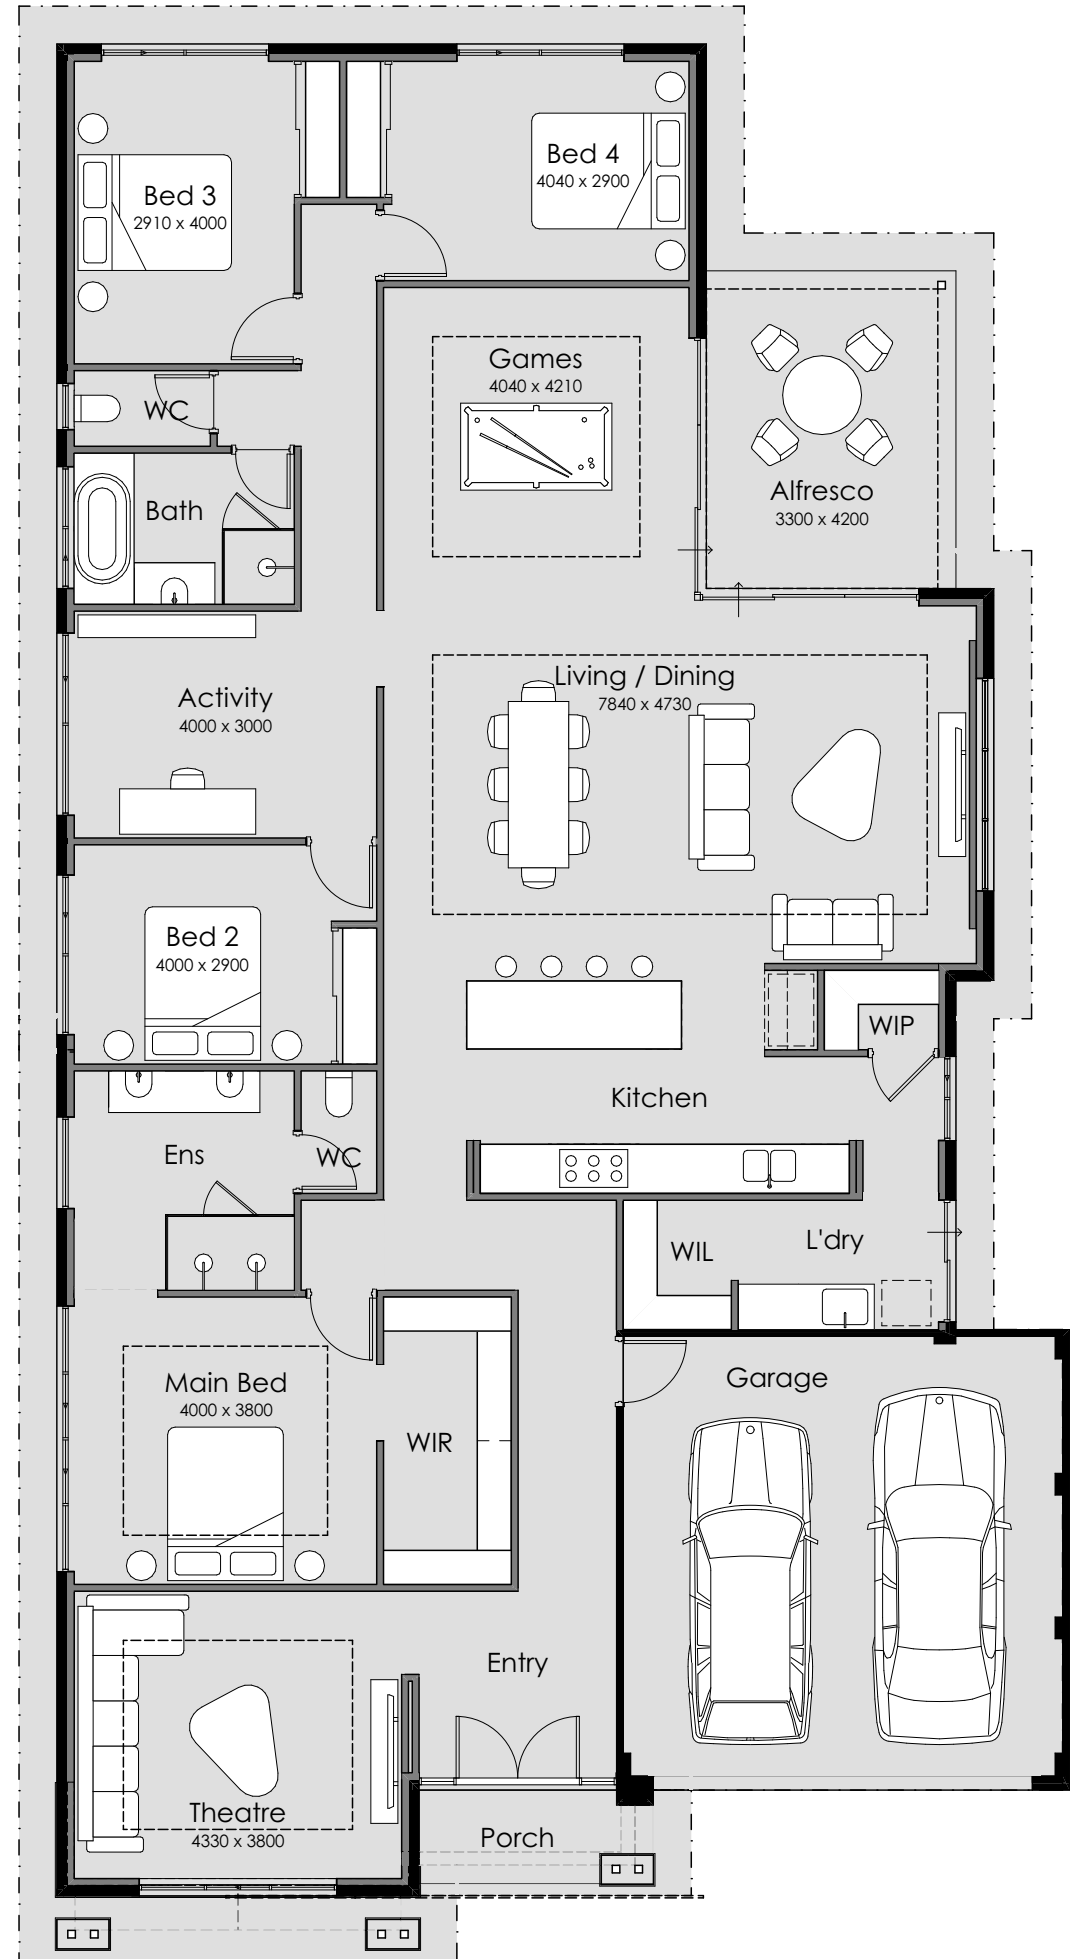 Bed 3
2910 x 4000
Bed 4
4040 x 2900
Games
4040 x 4210
WC
Bath
Alfresco
3300 x 4200
Activity
4000 x 3000
Living / Dining
7840 x 4730
Bed 2
4000 x 2900
WIP
Kitchen
Ens
WC
WIL
L'dry
Main Bed
4000 x 3800
WIR
Garage
Entry
Theatre
4330 x 3800
Porch